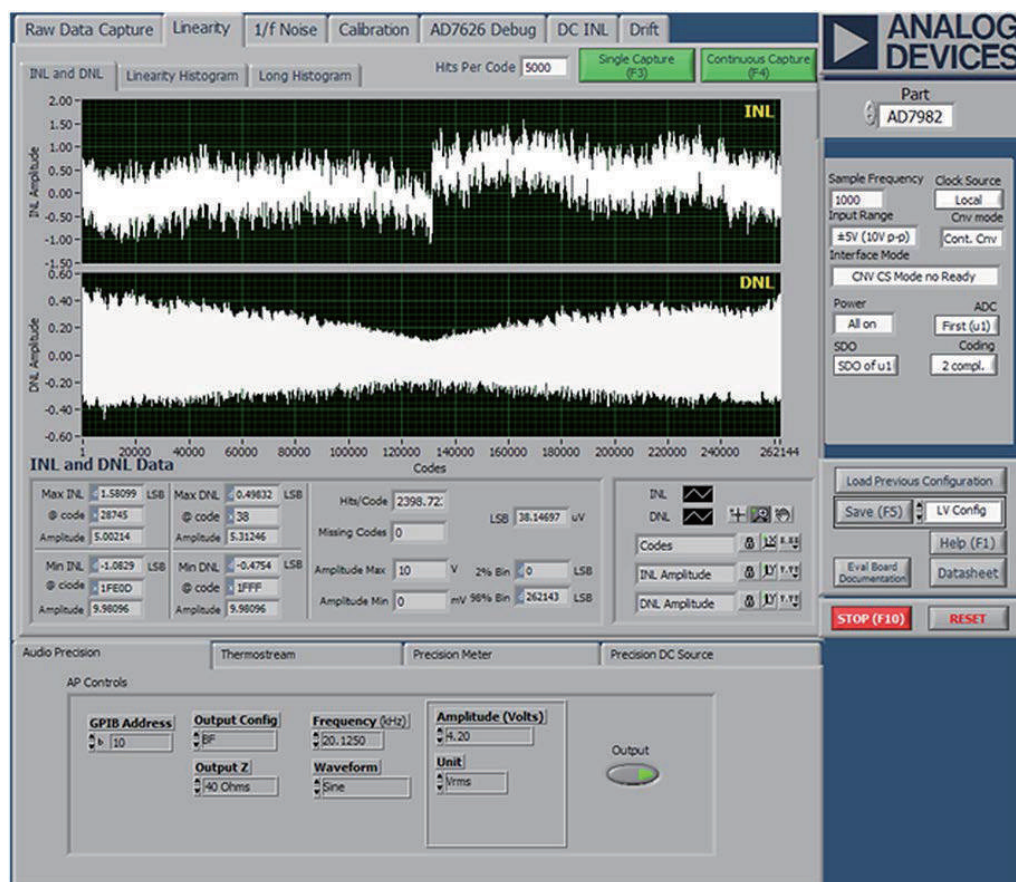 Raw Data Capture Linearity 1/f Noise Calibration AD7626 Debug DC INL Drift
ANALOG
DEVICES
INL and DNL Linearity Histogram Long Histogram
Hits Per Code 5000
Single Capture
(F3)
Continuous Capture
(F4)
Part
AD7982
INL
INL Amplitude
2.00
1.50
1.00
0.50
0.00
-0.50
-1.00
-1.50
DNL
DNL Amplitude
0.60
0.40
0.20
0.00
-0.20
-0.40
-0.60
1 20000 40000 60000 80000 100000 120000 140000 160000 180000 200000 220000 240000 262144
Codes
Sample Frequency Clock Source
1000 Local
Input Range Cnv mode
±5V (10V p-p) Cont. Cnv
Interface Mode
CNV CS Mode no Ready
Power ADC
All on First (u1)
SDO Coding
SDO of u1 2 compl.
INL and DNL Data
Max INL 1.58099 LSB Max DNL 0.49832 LSB
@ code x 28745 @ code x 38
Amplitude 5.00214 Amplitude 5.31246
Min INL -1.0829 LSB Min DNL -0.4754 LSB
@ ciode x 1FE0D @ code x 1FFF
Amplitude 9.98096 Amplitude 9.98096
Hits/Code 2398.72
LSB 38.14697 uV
Missing Codes 0
Amplitude Max 10 V 2% Bin d 0 LSB
Amplitude Min 0 mV 98% Bin d 262143 LSB
INL
DNL
Codes
INL Amplitude
DNL Amplitude
Load Previous Configuration
Save (F5) LV Config
Help (F1)
Eval Board
Documentation
Datasheet
STOP (F10) RESET
Audio Precision Thermostream Precision Meter Precision DC Source
AP Controls
GPIB Address Output Config Frequency (kHz) Amplitude (Volts)
10 BF 20.1250 4.20
Output Z Waveform Unit Output
40 Ohms Sine Vrms